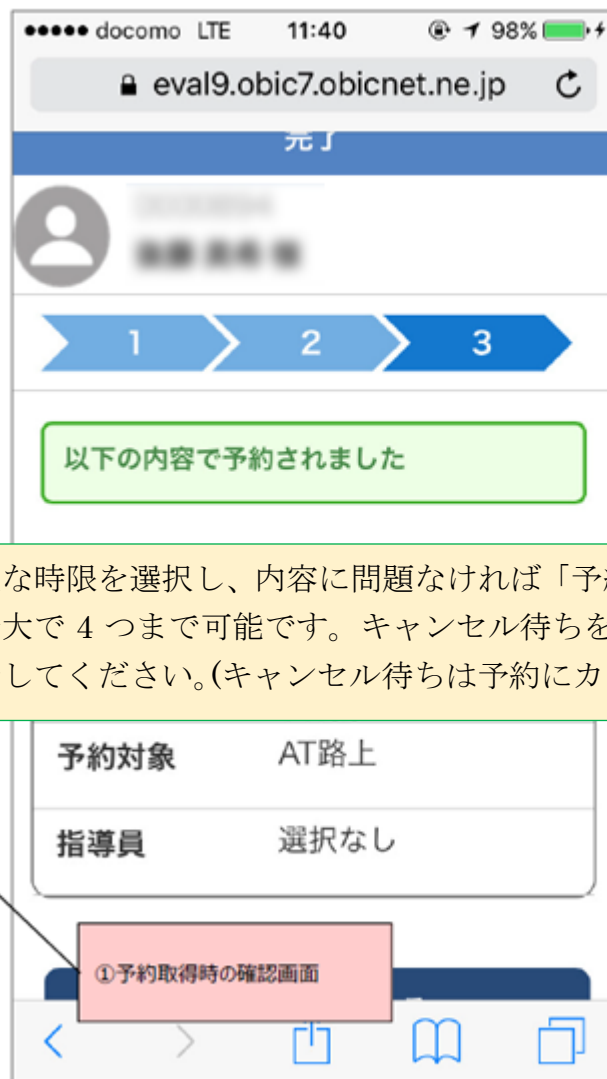 docomo LTE 11:40 98%
eval9.obic7.obicnet.ne.jp
完了
1 2 3
以下の内容で予約されました
な時限を選択し、内容に問題なければ「予
大で 4 つまで可能です。キャンセル待ちを
してください。(キャンセル待ちは予約にカ
予約対象 AT路上
指導員 選択なし
①予約取得時の確認画面